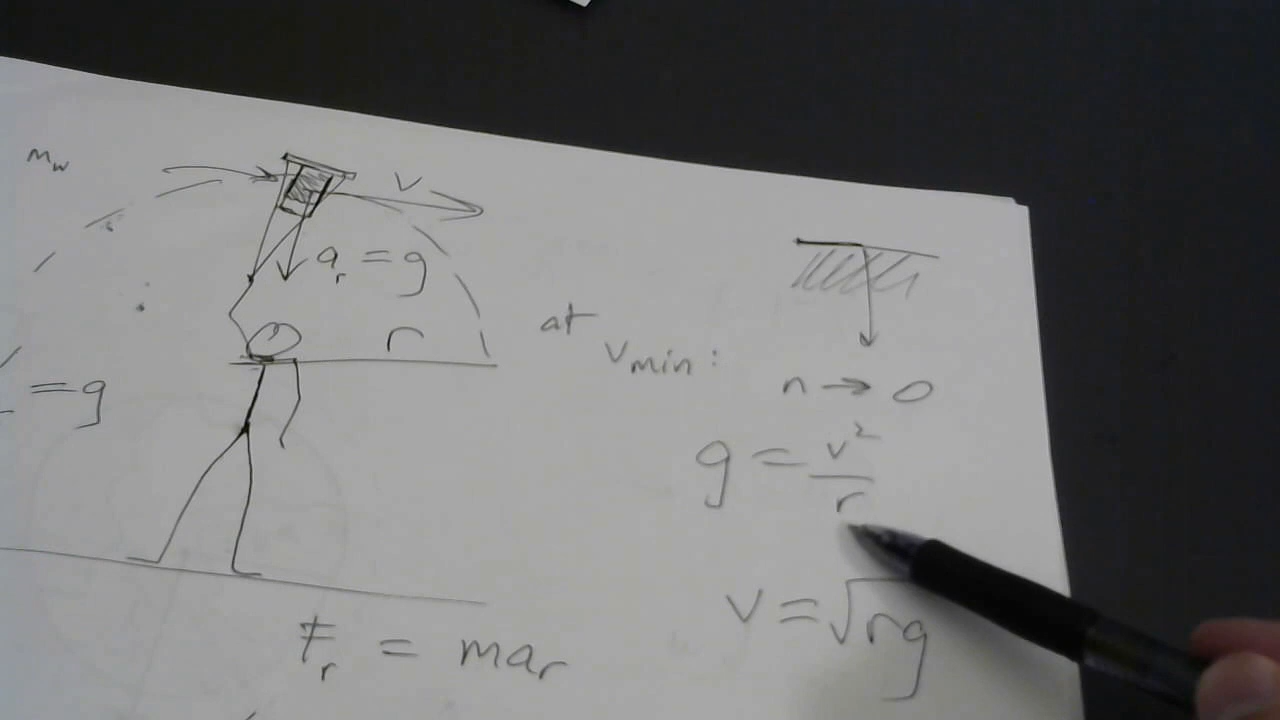 m_w
v
a_r = g
r
= g
at
v_min:
n → 0
g = v²/r
v = √rg
F_r = ma_r